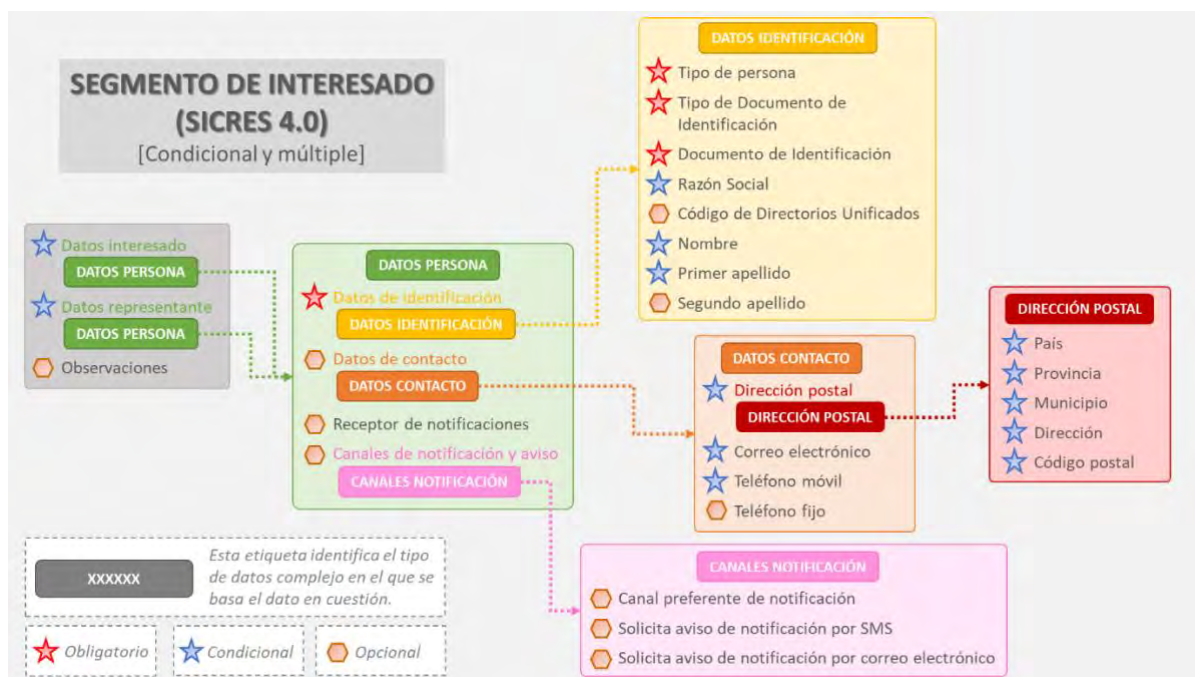 SEGMENTO DE INTERESADO
(SICRES 4.0)
[Condicional y múltiple]
Datos interesado
DATOS PERSONA
Datos representante
DATOS PERSONA
Observaciones
DATOS PERSONA
Datos de identificación
DATOS IDENTIFICACIÓN
Datos de contacto
DATOS CONTACTO
Receptor de notificaciones
Canales de notificación y aviso
CANALES NOTIFICACIÓN
DATOS IDENTIFICACIÓN
Tipo de persona
Tipo de Documento de
Identificación
Documento de Identificación
Razón Social
Código de Directorios Unificados
Nombre
Primer apellido
Segundo apellido
DATOS CONTACTO
Dirección postal
DIRECCIÓN POSTAL
Correo electrónico
Teléfono móvil
Teléfono fijo
DIRECCIÓN POSTAL
País
Provincia
Municipio
Dirección
Código postal
CANALES NOTIFICACIÓN
Canal preferente de notificación
Solicita aviso de notificación por SMS
Solicita aviso de notificación por correo electrónico
XXXXXX
Esta etiqueta identifica el tipo
de datos complejo en el que se
basa el dato en cuestión.
Obligatorio
Condicional
Opcional